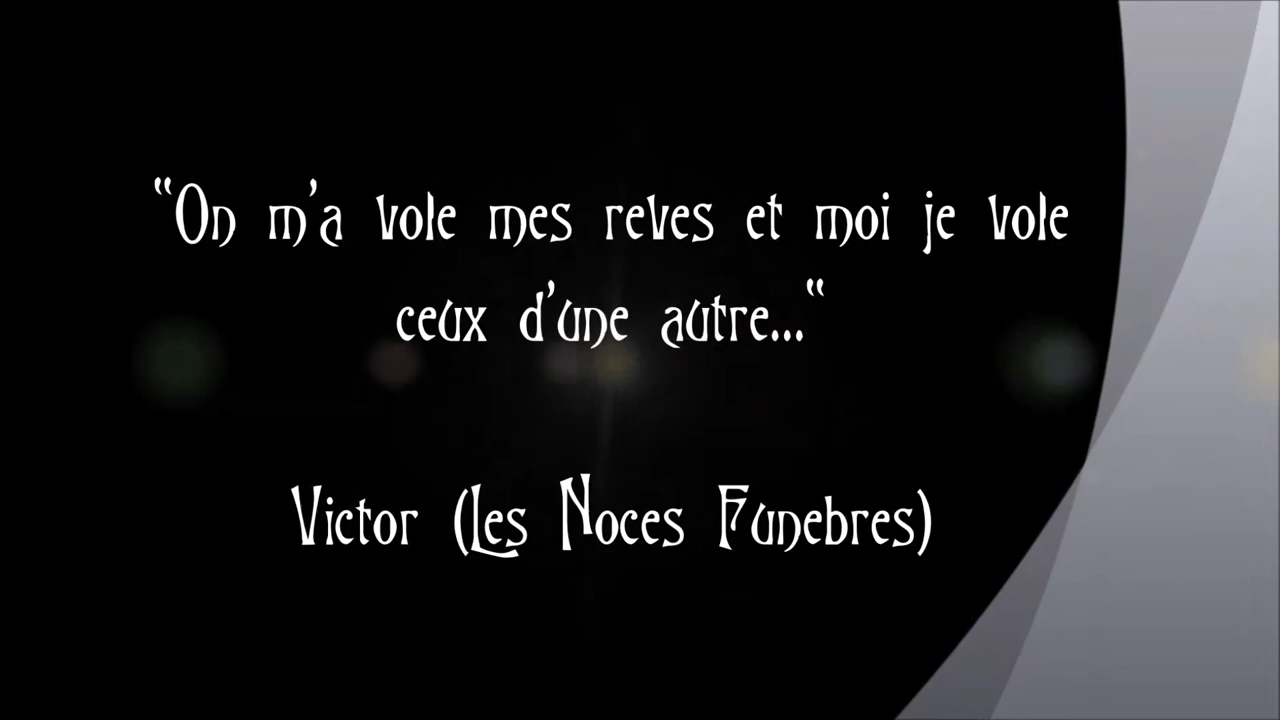 “On m’a vole mes reves et moi je vole
ceux d’une autre...“
Victor (Les Noces Funebres)